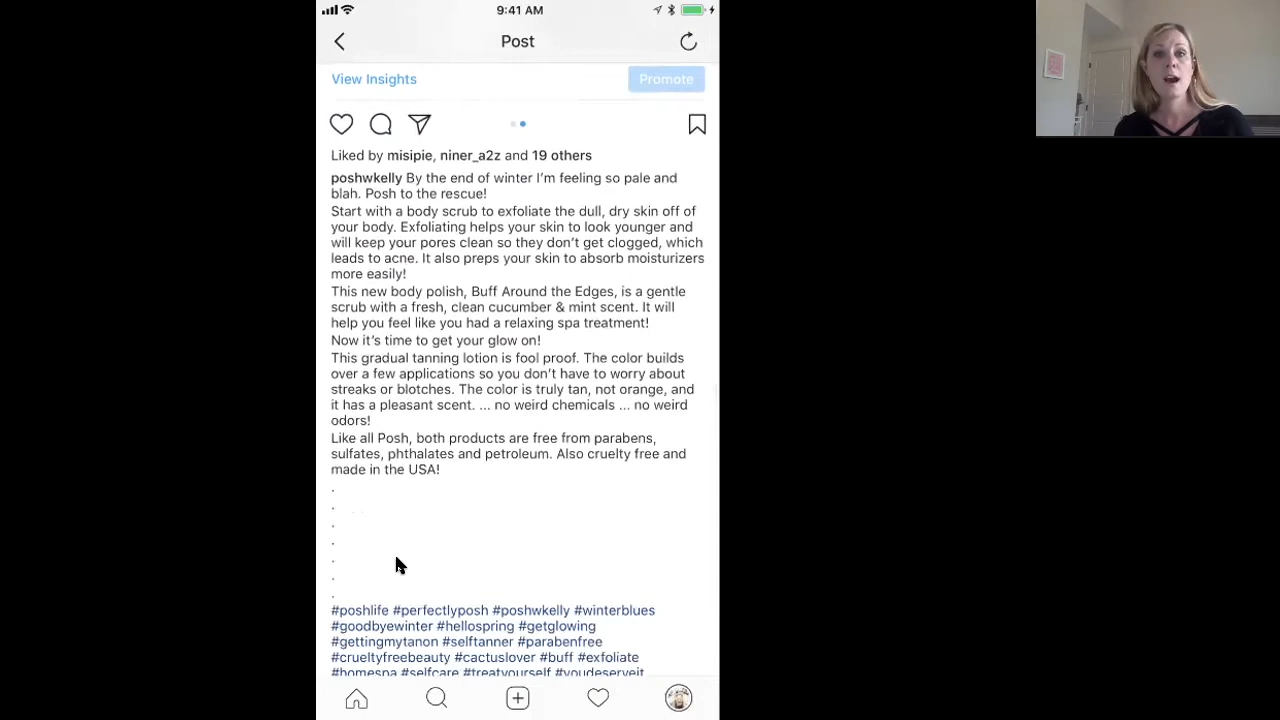 9:41 AM
Post
View Insights
Promote
Liked by misipie, niner_a2z and 19 others
poshwkelly By the end of winter I'm feeling so pale and
blah. Posh to the rescue!
Start with a body scrub to exfoliate the dull, dry skin off of
your body. Exfoliating helps your skin to look younger and
will keep your pores clean so they don't get clogged, which
leads to acne. It also preps your skin to absorb moisturizers
more easily!
This new body polish, Buff Around the Edges, is a gentle
scrub with a fresh, clean cucumber & mint scent. It will
help you feel like you had a relaxing spa treatment!
Now it's time to get your glow on!
This gradual tanning lotion is fool proof. The color builds
over a few applications so you don't have to worry about
streaks or blotches. The color is truly tan, not orange, and
it has a pleasant scent. ... no weird chemicals ... no weird
odors!
Like all Posh, both products are free from parabens,
sulfates, phthalates and petroleum. Also cruelty free and
made in the USA!
.
.
.
.
.
.
.
#poshlife #perfectlyposh #poshwkelly #winterblues
#goodbyewinter #hellospring #getglowing
#gettingmytanon #selftanner #parabenfree
#crueltyfreebeauty #cactuslover #buff #exfoliate
#homespa #selfcare #treatyourself #youdeserveit